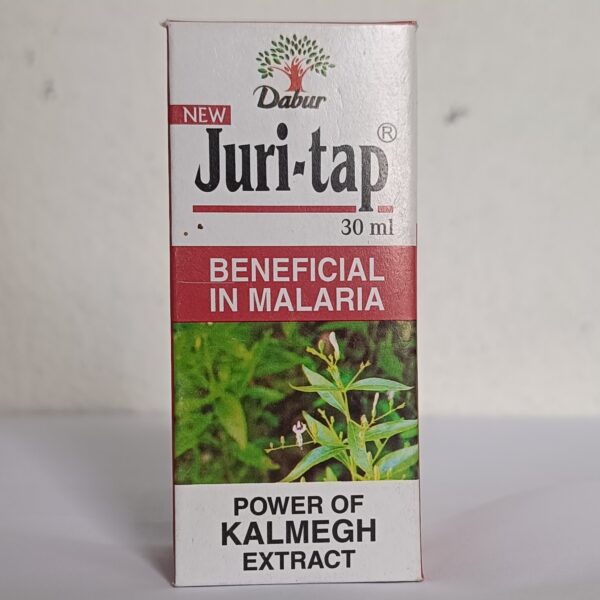 Dabur
NEW
Juri-tap®
30 ml
BENEFICIAL
IN MALARIA
POWER OF
KALMEGH
EXTRACT